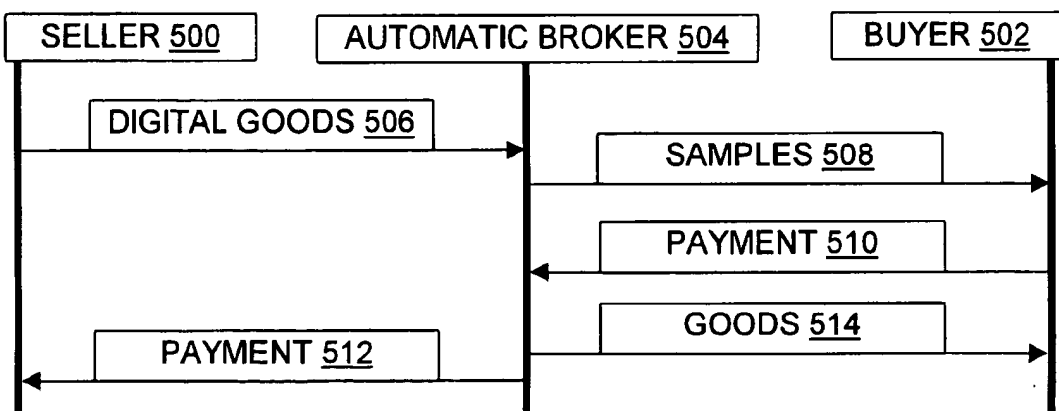 SELLER 500
AUTOMATIC BROKER 504
BUYER 502
DIGITAL GOODS 506
SAMPLES 508
PAYMENT 510
GOODS 514
PAYMENT 512